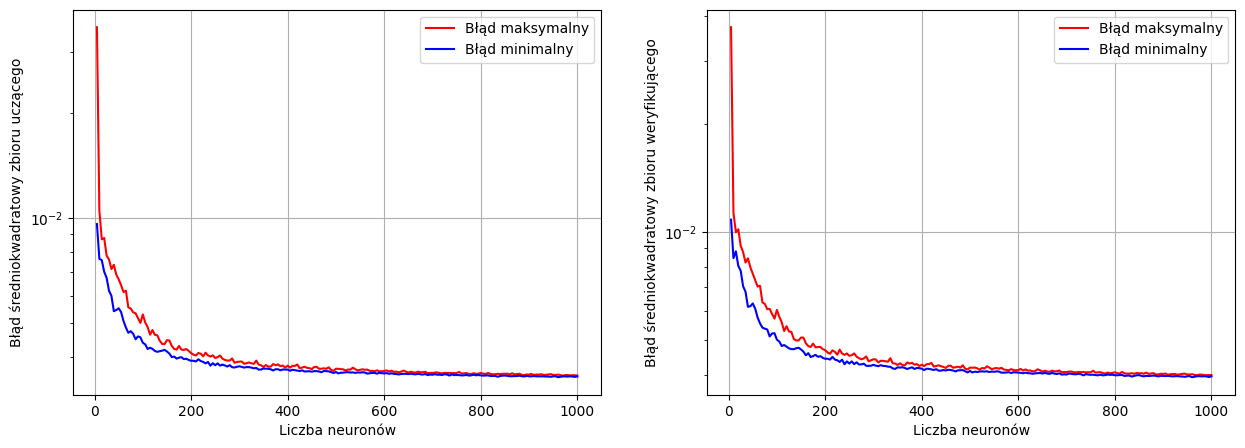 Błąd średniokwadratowy zbioru uczącego
10⁻²
Błąd maksymalny
Błąd minimalny
0 200 400 600 800 1000
Liczba neuronów
Błąd średniokwadratowy zbioru weryfikującego
10⁻²
Błąd maksymalny
Błąd minimalny
0 200 400 600 800 1000
Liczba neuronów